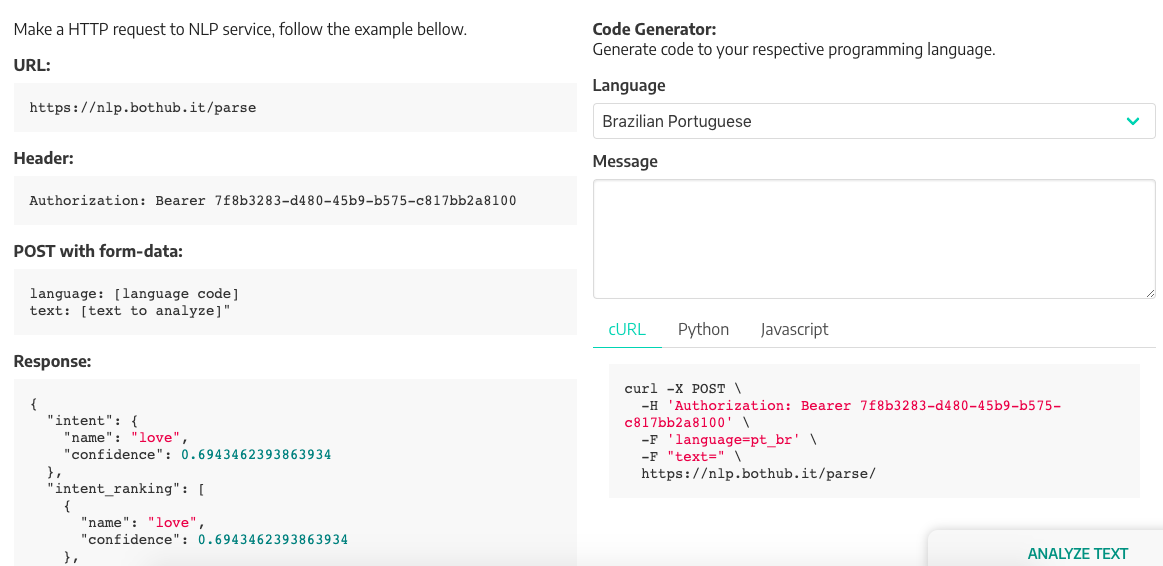 Make a HTTP request to NLP service, follow the example bellow.
URL:
https://nlp.bothub.it/parse
Header:
Authorization: Bearer 7f8b3283-d480-45b9-b575-c817bb2a8100
POST with form-data:
language: [language code]
text: [text to analyze]"
Response:
{
"intent": {
"name": "love",
"confidence": 0.6943462393863934
},
"intent_ranking": [
{
"name": "love",
"confidence": 0.6943462393863934
},
Code Generator:
Generate code to your respective programming language.
Language
Brazilian Portuguese
Message
cURL Python Javascript
curl -X POST \
-H 'Authorization: Bearer 7f8b3283-d480-45b9-b575-
c817bb2a8100' \
-F 'language=pt_br' \
-F "text=" \
https://nlp.bothub.it/parse/
ANALYZE TEXT